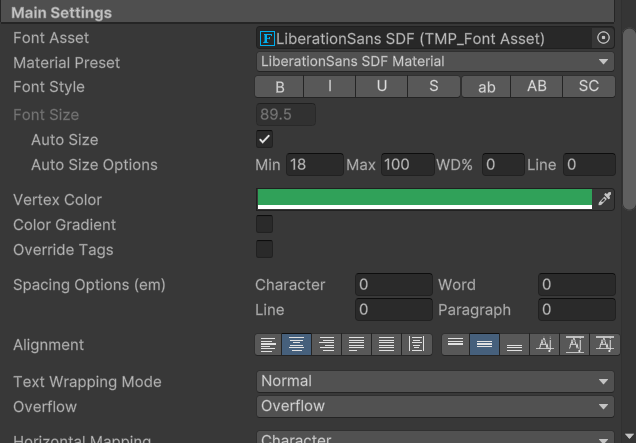 Main Settings
Font Asset F LiberationSans SDF (TMP_Font Asset)
Material Preset LiberationSans SDF Material
Font Style B I U S ab AB SC
Font Size 89.5
Auto Size
Auto Size Options Min 18 Max 100 WD% 0 Line 0
Vertex Color
Color Gradient
Override Tags
Spacing Options (em) Character 0 Word 0
Line 0 Paragraph 0
Alignment
Text Wrapping Mode Normal
Overflow Overflow
Horizontal Mapping Character